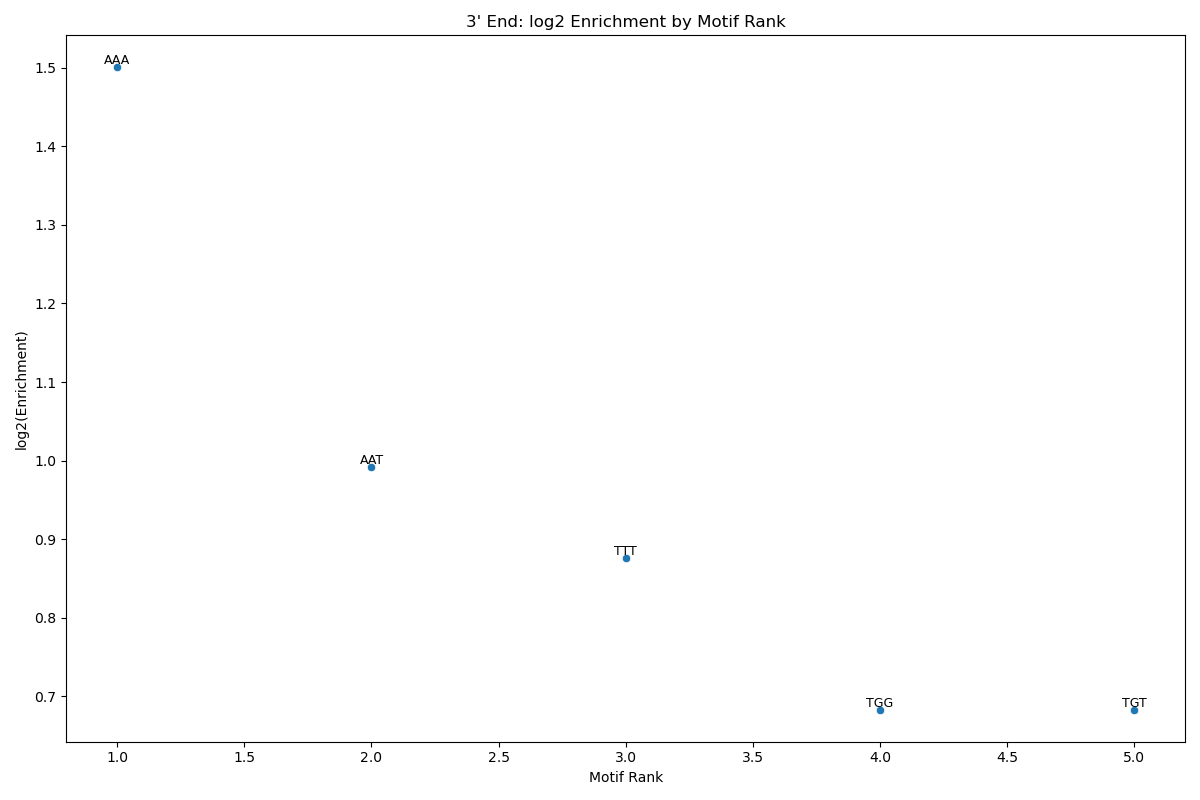 3' End: log2 Enrichment by Motif Rank
log2(Enrichment)
1.5
1.4
1.3
1.2
1.1
1.0
0.9
0.8
0.7
AAA
AAT
TTT
TGG
TGT
1.0 1.5 2.0 2.5 3.0 3.5 4.0 4.5 5.0
Motif Rank